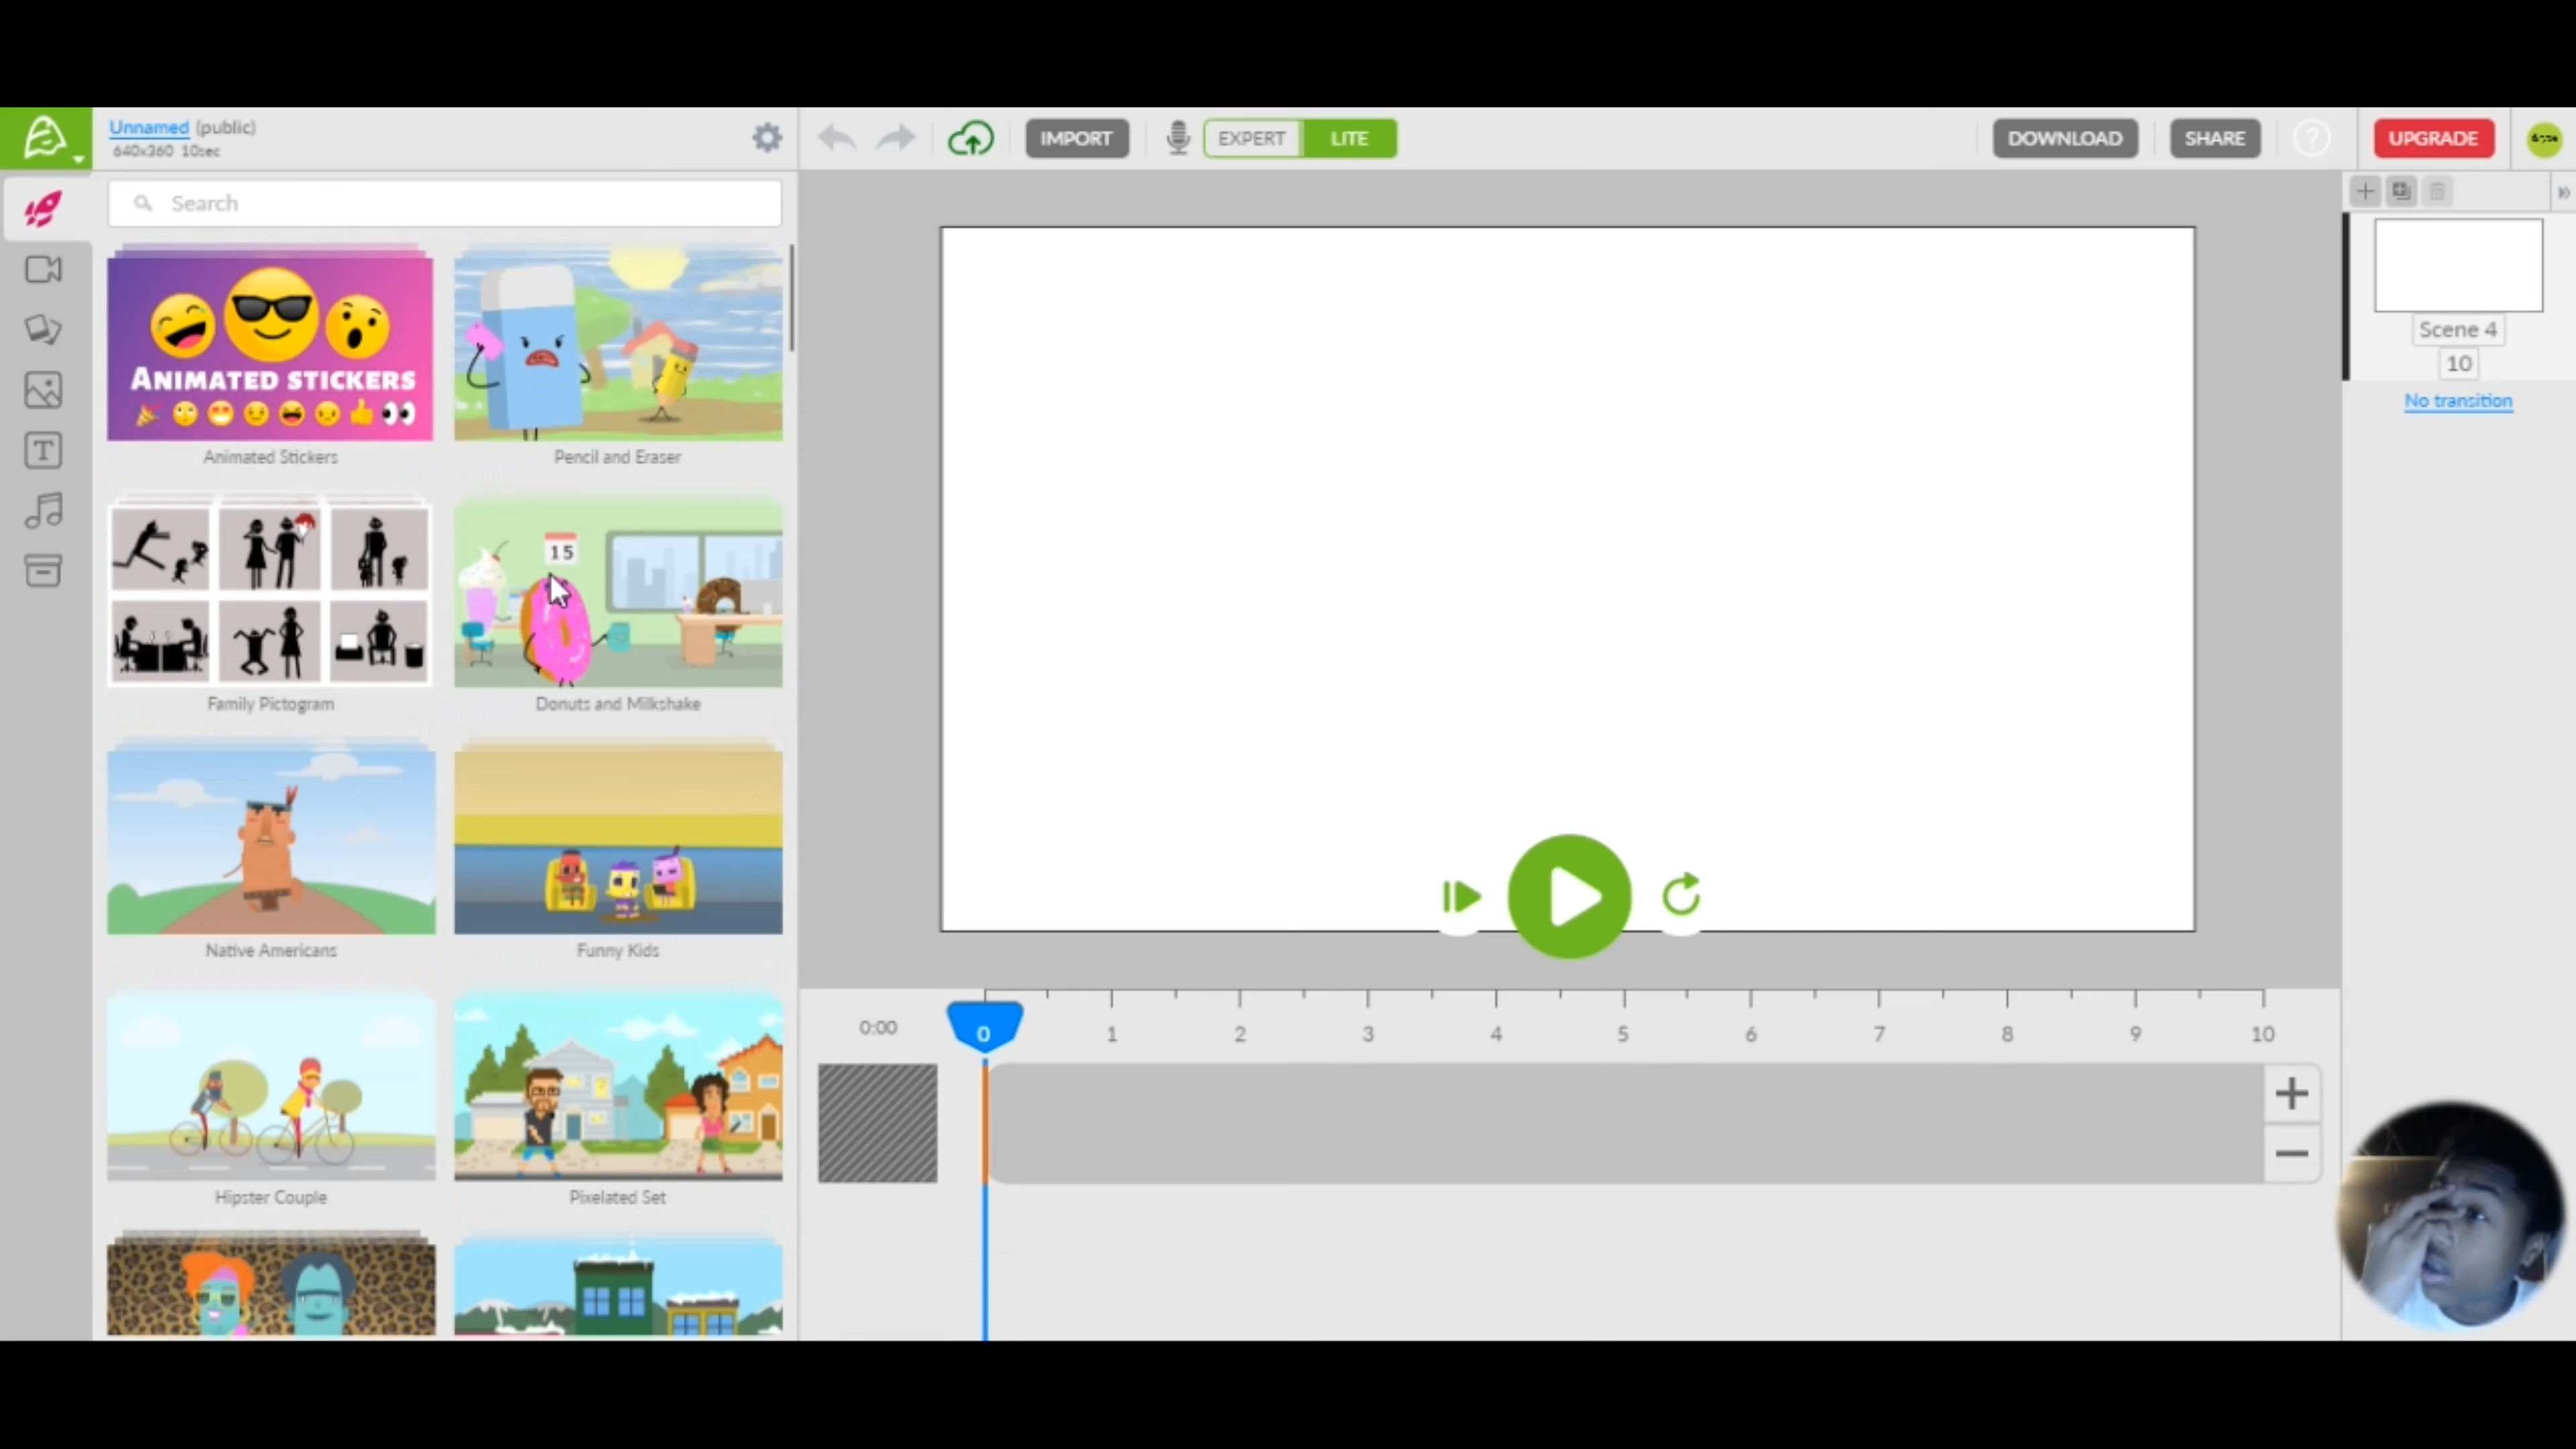 Unnamed (public)
640x360 10sec
IMPORT
EXPERT
LITE
DOWNLOAD
SHARE
?
UPGRADE
Search
ANIMATED STICKERS
Animated Stickers
Pencil and Eraser
15
Family Pictogram
Donuts and Milkshake
Native Americans
Funny Kids
Hipster Couple
Pixelated Set
Scene 4
10
No transition
0:00
0
1
2
3
4
5
6
7
8
9
10